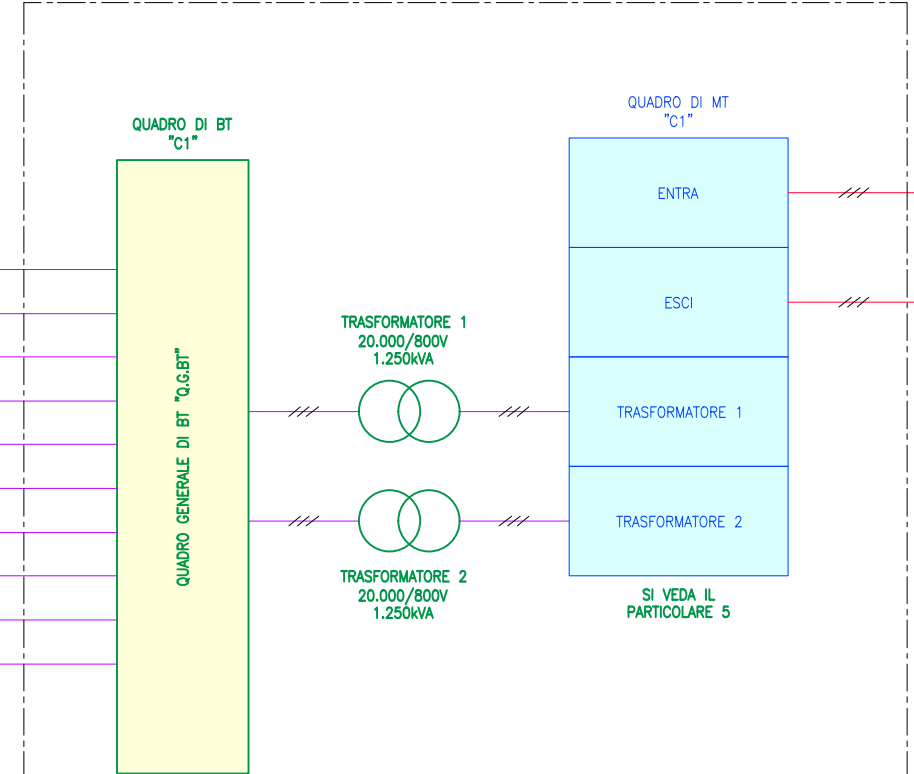 QUADRO DI BT
"C1"
QUADRO GENERALE DI BT "Q.G.BT"
TRASFORMATORE 1
20.000/800V
1.250kVA
TRASFORMATORE 2
20.000/800V
1.250kVA
QUADRO DI MT
"C1"
ENTRA
ESCI
TRASFORMATORE 1
TRASFORMATORE 2
SI VEDA IL
PARTICOLARE 5